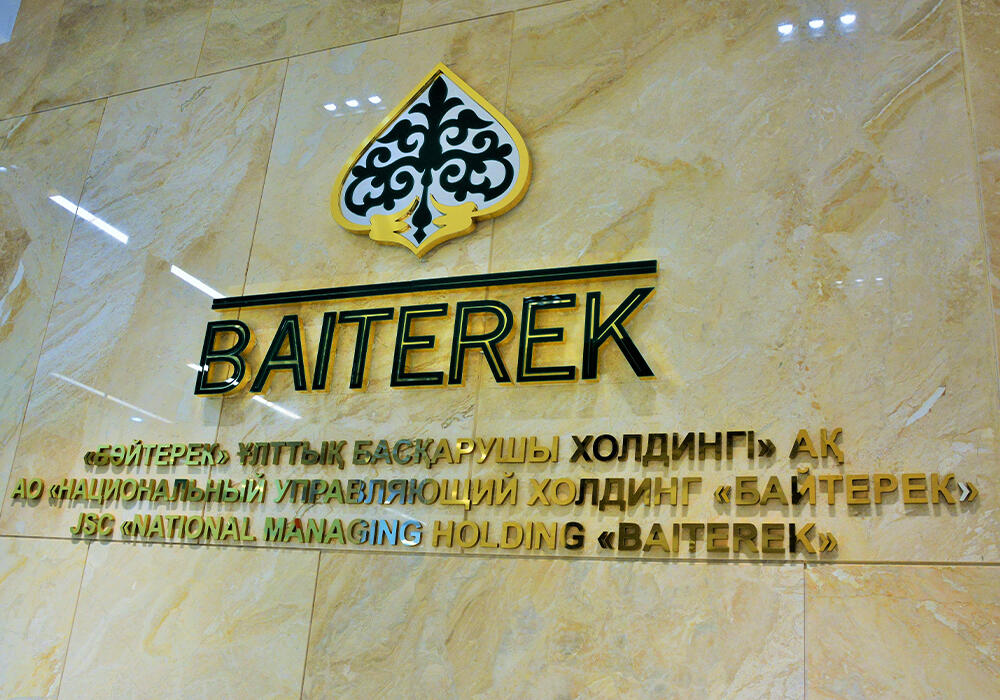 BAITEREK
«БӘЙТЕРЕК» ҰЛТТЫҚ БАСҚАРУШЫ ХОЛДИНГІ» АҚ
АО «НАЦИОНАЛЬНЫЙ УПРАВЛЯЮЩИЙ ХОЛДИНГ «БАЙТЕРЕК»
JSC «NATIONAL MANAGING HOLDING «BAITEREK»